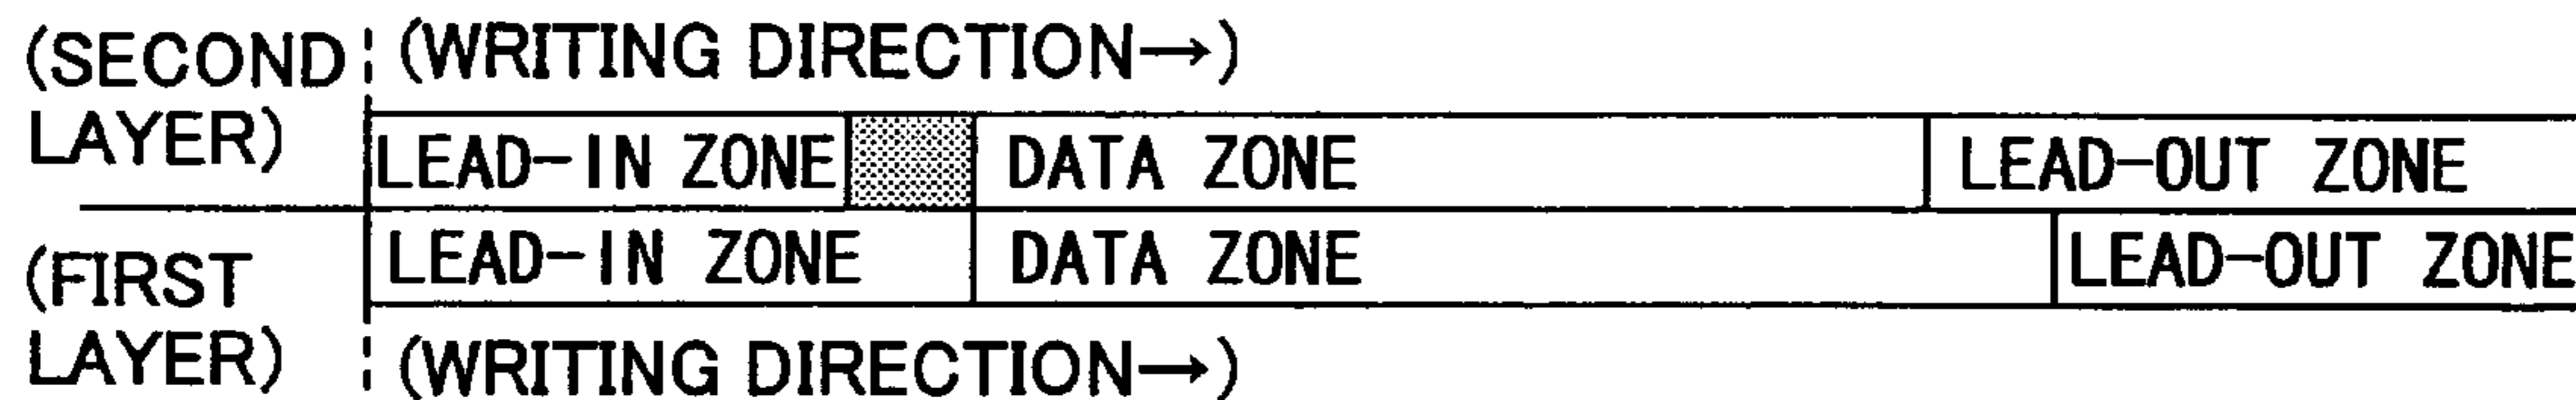 (SECOND LAYER)
(WRITING DIRECTION→)
LEAD-IN ZONE
DATA ZONE
LEAD-OUT ZONE
(FIRST LAYER)
LEAD-IN ZONE
DATA ZONE
LEAD-OUT ZONE
(WRITING DIRECTION→)